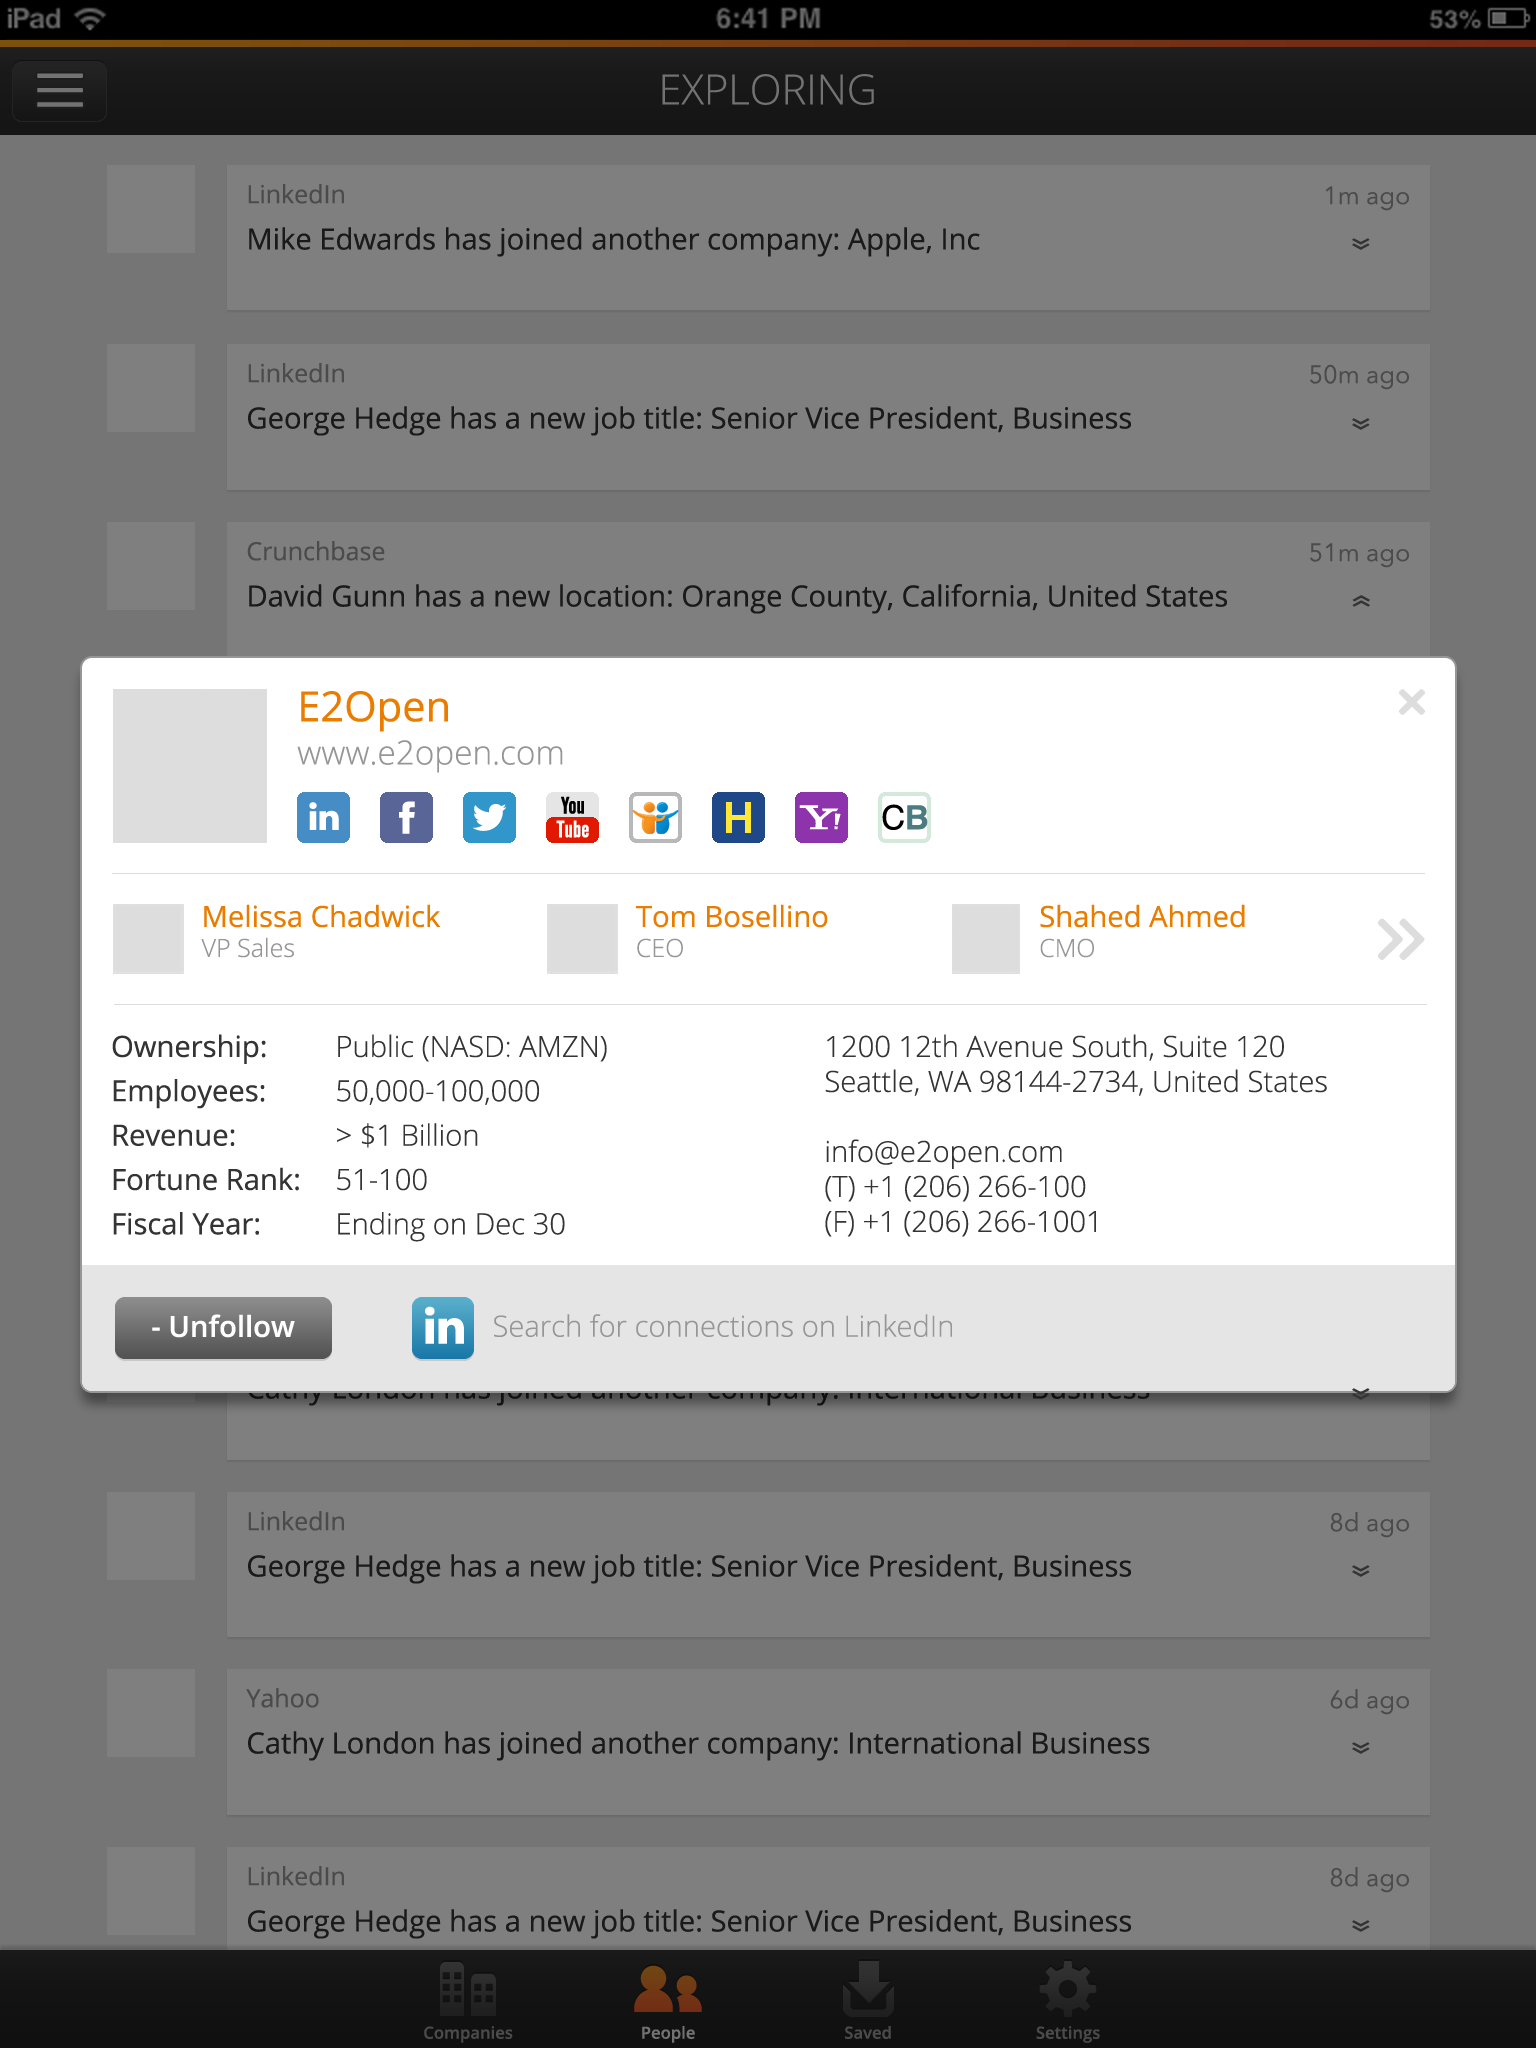 iPad
6:41 PM
53%
EXPLORING
LinkedIn
1m ago
Mike Edwards has joined another company: Apple, Inc
LinkedIn
50m ago
George Hedge has a new job title: Senior Vice President, Business
Crunchbase
51m ago
David Gunn has a new location: Orange County, California, United States
E2Open
www.e2open.com
in
f
You
Tube
H
Y!
CB
Melissa Chadwick
VP Sales
Tom Bosellino
CEO
Shahed Ahmed
CMO
Ownership: Public (NASD: AMZN)
Employees: 50,000-100,000
Revenue: > $1 Billion
Fortune Rank: 51-100
Fiscal Year: Ending on Dec 30
1200 12th Avenue South, Suite 120
Seattle, WA 98144-2734, United States
info@e2open.com
(T) +1 (206) 266-100
(F) +1 (206) 266-1001
- Unfollow
in
Search for connections on LinkedIn
Cathy London has joined another company: International Business
LinkedIn
8d ago
George Hedge has a new job title: Senior Vice President, Business
Yahoo
6d ago
Cathy London has joined another company: International Business
LinkedIn
8d ago
George Hedge has a new job title: Senior Vice President, Business
Companies
People
Saved
Settings